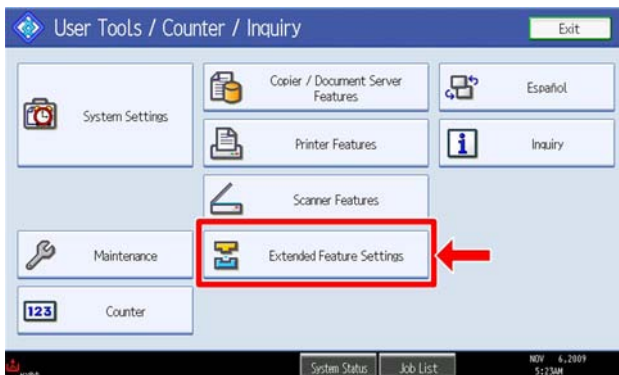 User Tools / Counter / Inquiry
Exit
System Settings
Copier / Document Server
Features
Español
Printer Features
Inquiry
Scanner Features
Maintenance
Extended Feature Settings
123
Counter
System Status
Job List
NOV 6,2009
5:23AM